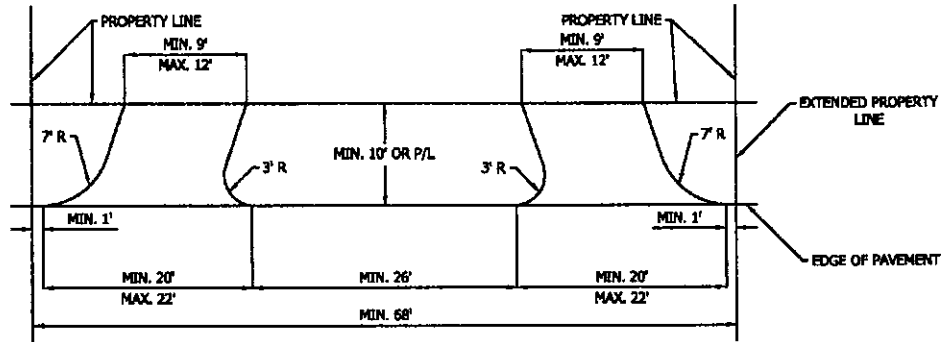 PROPERTY LINE
PROPERTY LINE
MIN. 9'
MAX. 12'
MIN. 9'
MAX. 12'
EXTENDED PROPERTY
LINE
7' R
7' R
MIN. 10' OR P/L
3' R
3' R
MIN. 1'
MIN. 1'
EDGE OF PAVEMENT
MIN. 20'
MAX. 22'
MIN. 26'
MIN. 20'
MAX. 22'
MIN. 68'